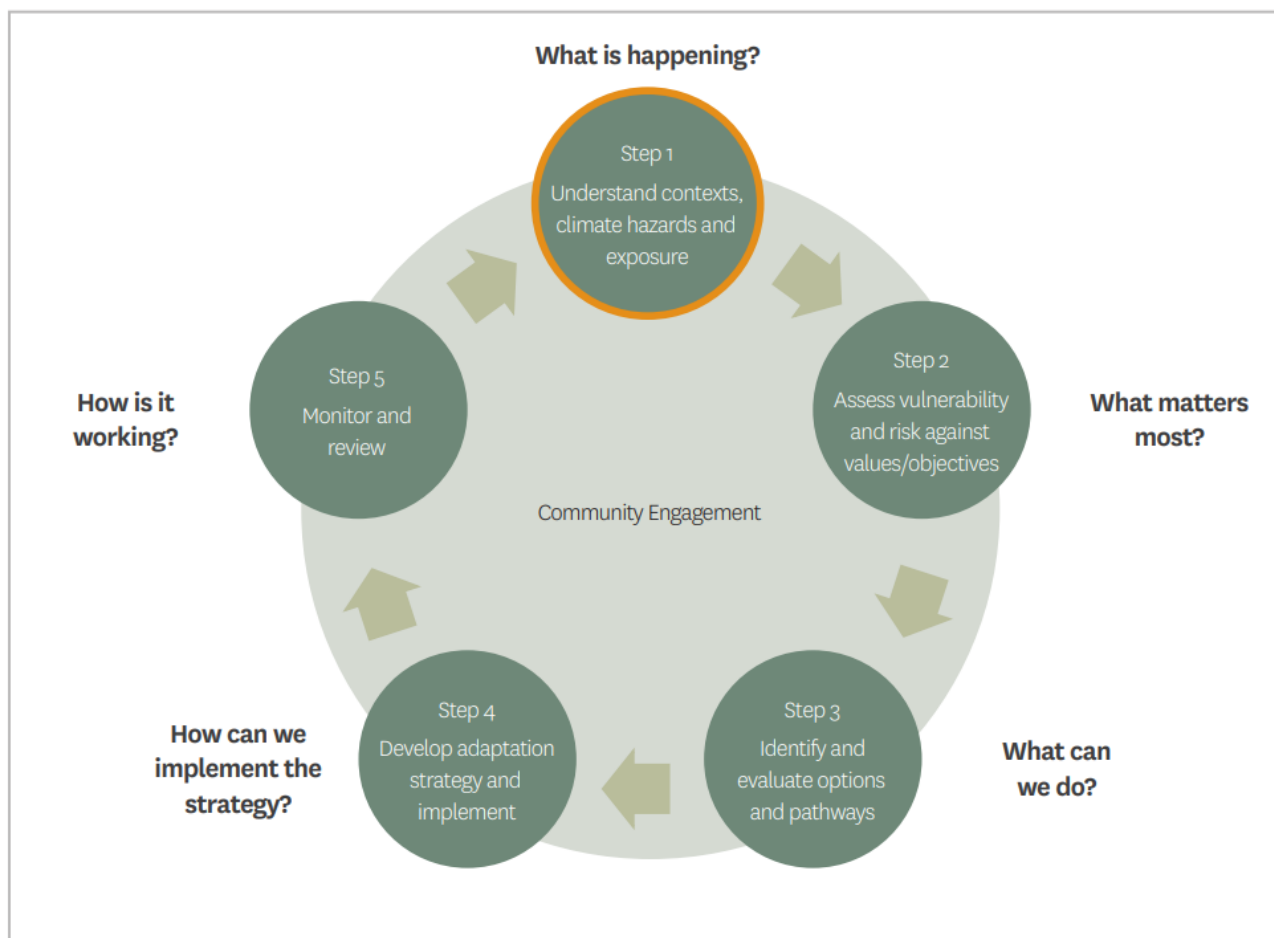 What is happening?
Step 1
Understand contexts,
climate hazards and
exposure
Step 2
Assess vulnerability
and risk against
values/objectives
What matters
most?
Step 3
Identify and
evaluate options
and pathways
What can
we do?
Step 4
Develop adaptation
strategy and
implement
How can we
implement the
strategy?
Step 5
Monitor and
review
How is it
working?
Community Engagement